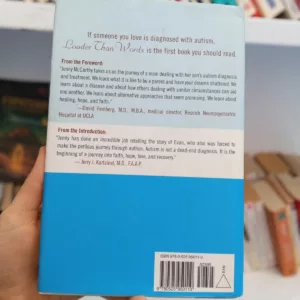 If someone you love is diagnosed with autism,
Louder Than Words is the first book you should read.
From the Foreword:
"Jenny McCarthy takes us on the journey of a mom dealing with her son's autism diagnosis
and treatment. We learn what it is like to be a parent and have your dreams shattered. We
learn about a disease and about how others dealing with similar circumstances can aid
one another. We learn about alternative approaches that seem promising. We learn about
healing, hope, and faith."
—David Feinberg, M.D., M.B.A., medical director, Resnick Neuropsychiatric
Hospital at UCLA
From the Introduction:
"Jenny has done an incredible job retelling the story of Evan, who also was forced to
make the perilous journey through autism. Autism is not a dead-end diagnosis. It is the
beginning of a journey into faith, hope, love, and recovery."
—Jerry J. Kartzinel, M.D., F.A.A.P.